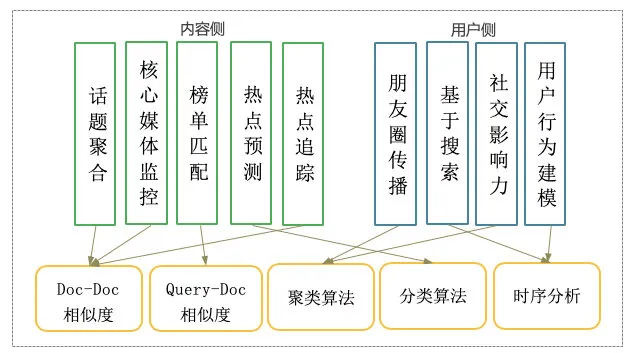 内容侧
用户侧
话题聚合
核心媒体监控
榜单匹配
热点预测
热点追踪
朋友圈传播
基于搜索
社交影响力
用户行为建模
Doc-Doc
相似度
Query-Doc
相似度
聚类算法
分类算法
时序分析